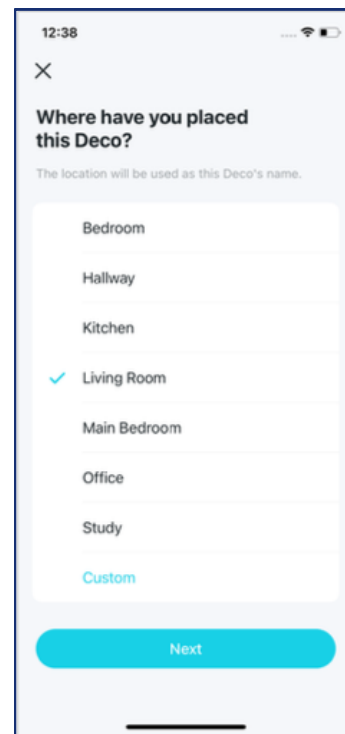 12:38
Where have you placed
this Deco?
The location will be used as this Deco's name.
Bedroom
Hallway
Kitchen
Living Room
Main Bedroom
Office
Study
Custom
Next